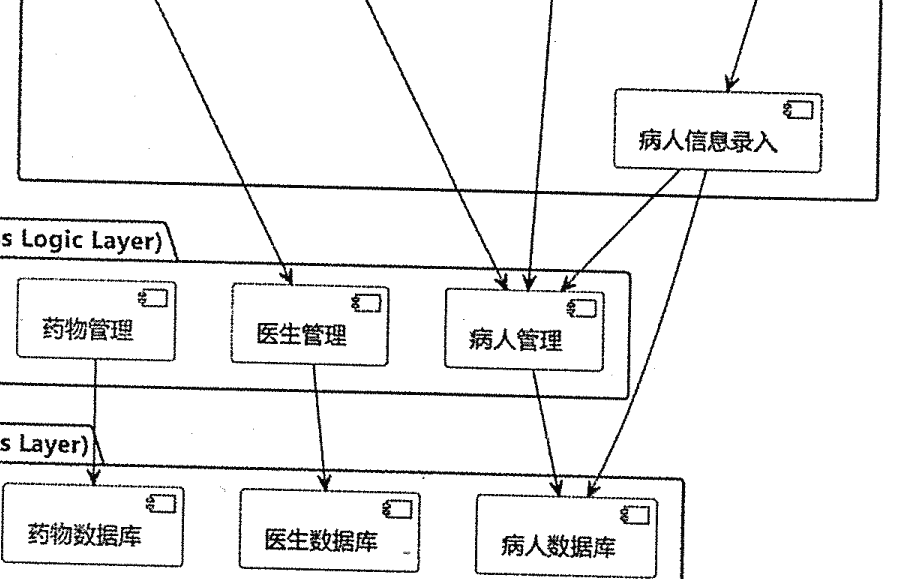 病人信息录入
s Logic Layer)
药物管理
医生管理
病人管理
s Layer)
药物数据库
医生数据库
病人数据库